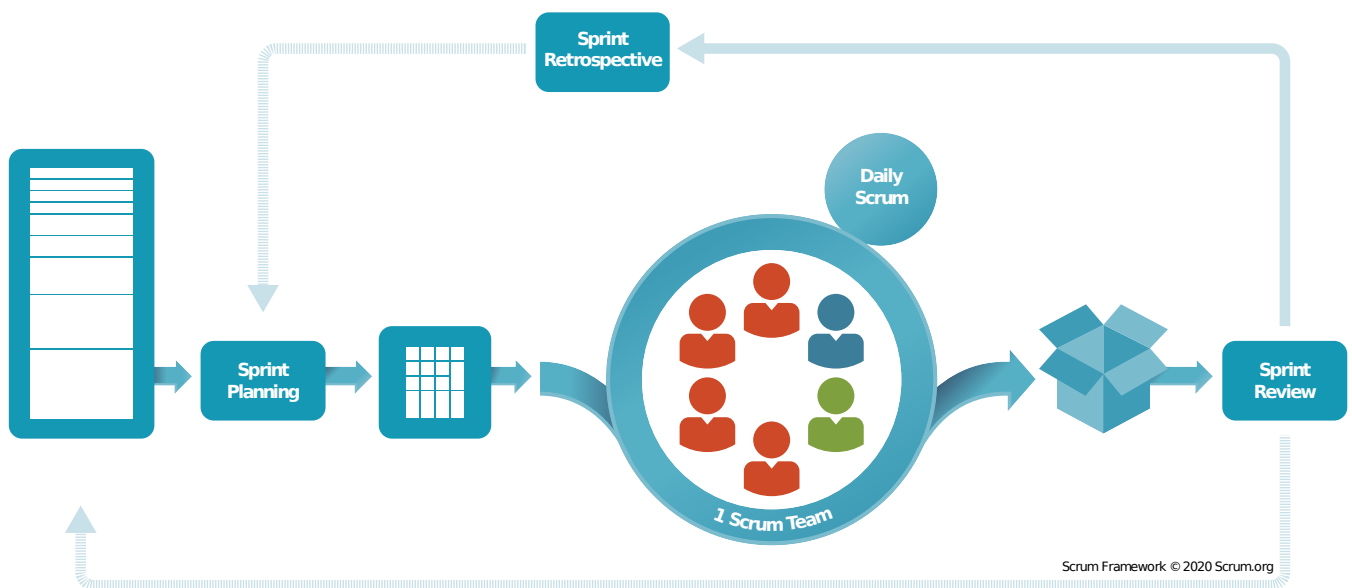 Sprint
Retrospective
Daily
Scrum
Sprint
Planning
Sprint
Review
1 Scrum Team
Scrum Framework © 2020 Scrum.org